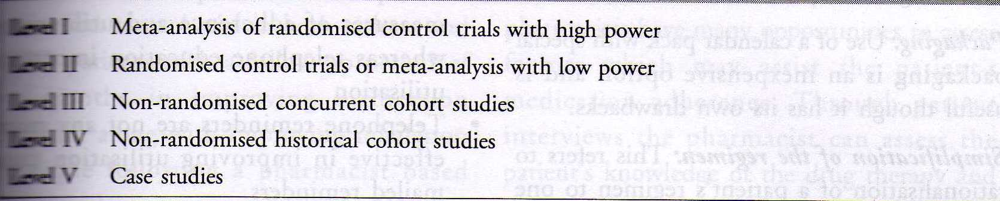 Level I Meta-analysis of randomised control trials with high power
Level II Randomised control trials or meta-analysis with low power
Level III Non-randomised concurrent cohort studies
Level IV Non-randomised historical cohort studies
Level V Case studies